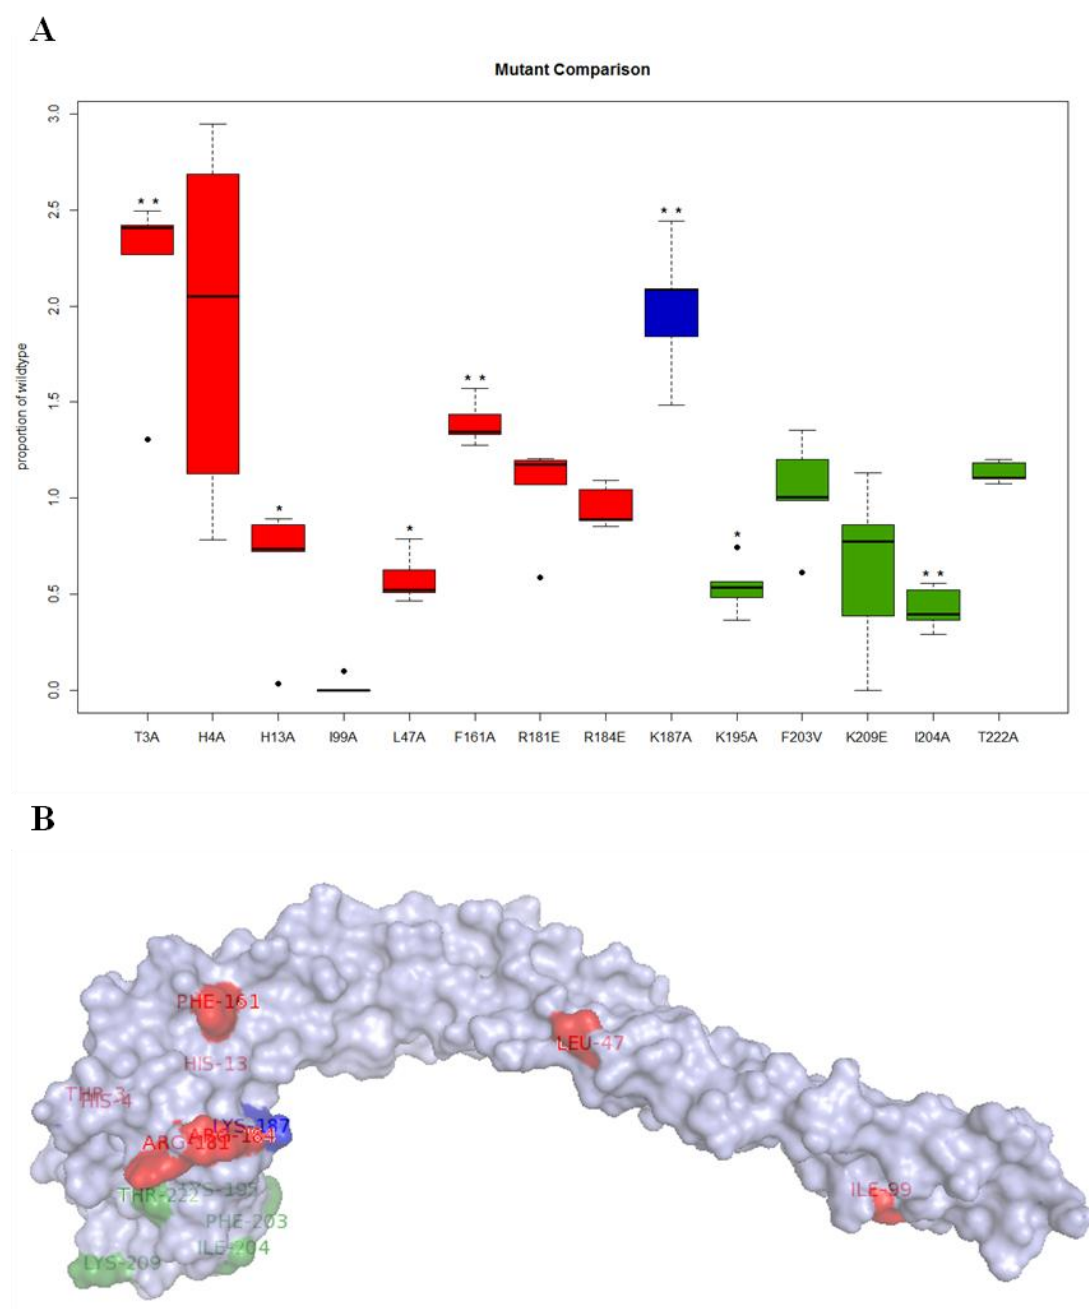 A
Mutant Comparison
proportion of wildtype
3.0
2.5
2.0
1.5
1.0
0.5
0.0
* *
*
*
* *
* *
*
* *
T3A H4A H13A I99A L47A F161A R181E R184E K187A K195A F203V K209E I204A T222A
B
PHE-161
LEU-47
HIS-13
THR-3
HIS-4
LYS-187
ARG-181
ILE-99
THR-222
LYS-195
PHE-203
ILE-204
LYS-209